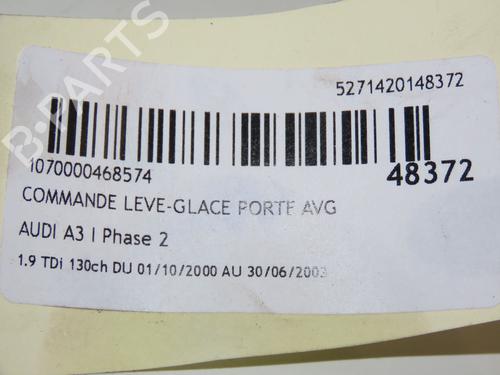 B-PARTS
5271420148372
1070000468574
48372
COMMANDE LEVE-GLACE PORTE AVG
AUDI A3 I Phase 2
1.9 TDi 130ch DU 01/10/2000 AU 30/06/2003